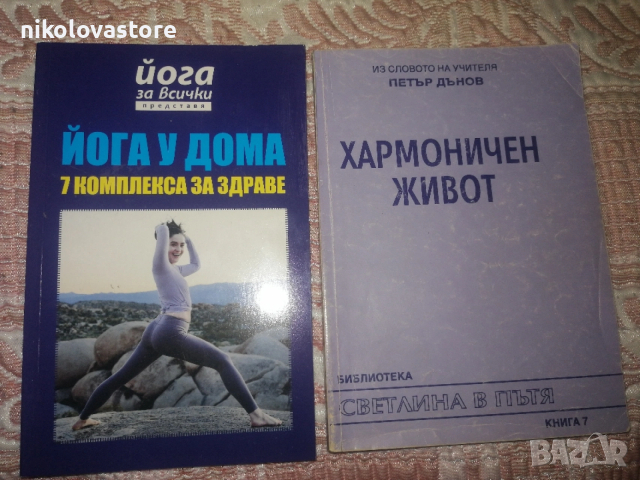 nikolovastore
йога
за всички
представя
ЙОГА У ДОМА
7 КОМПЛЕКСА ЗА ЗДРАВЕ
ИЗ СЛОВОТО НА УЧИТЕЛЯ
ПЕТЪР ДЪНОВ
ХАРМОНИЧЕН
ЖИВОТ
БИБЛИОТЕКА
СВЕТЛИНА В ПЪТЯ
КНИГА 7
BAZAR